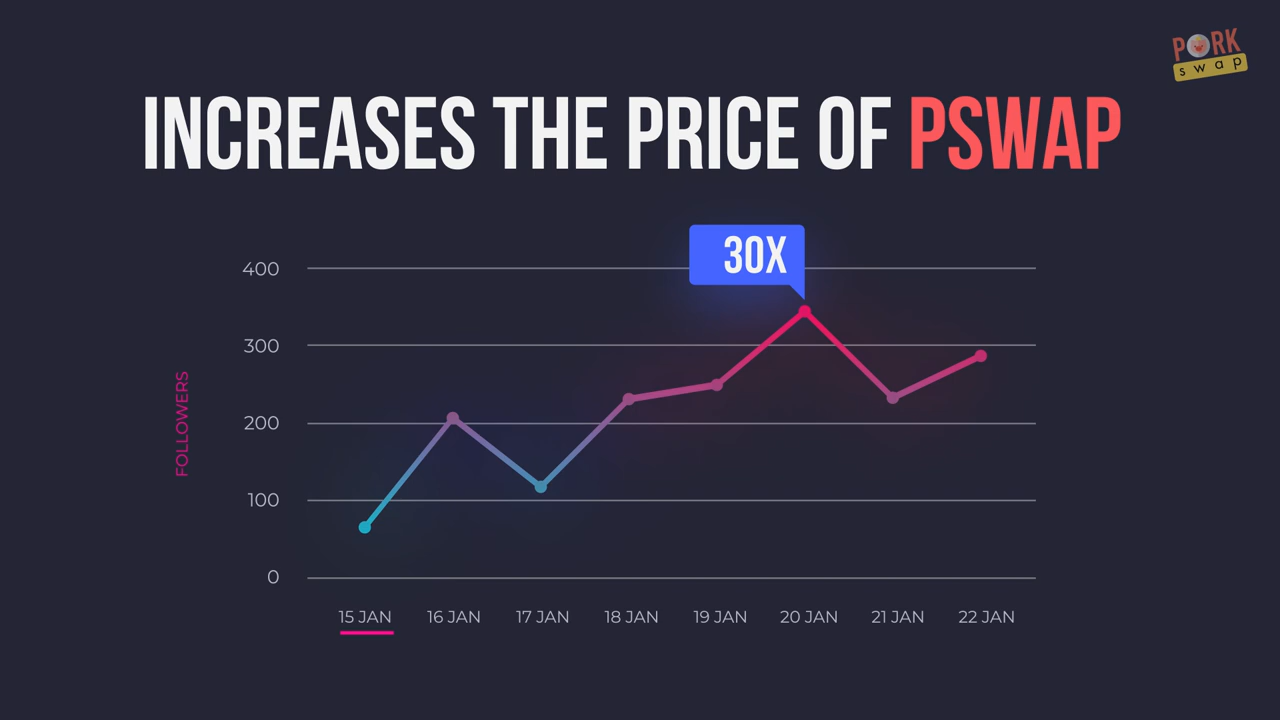 PORK
swap
INCREASES THE PRICE OF PSWAP
30X
400
300
200
100
0
FOLLOWERS
15 JAN 16 JAN 17 JAN 18 JAN 19 JAN 20 JAN 21 JAN 22 JAN